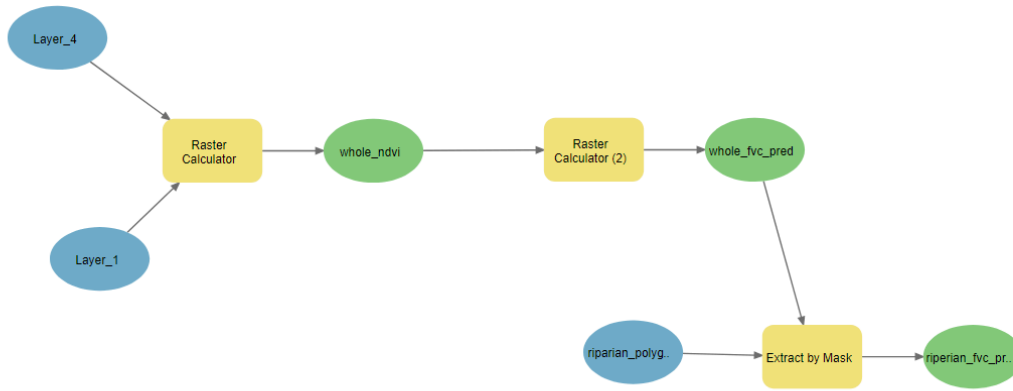 Layer_4
Raster
Calculator
whole_ndvi
Raster
Calculator (2)
whole_fvc_pred
Layer_1
riparian_polyg..
Extract by Mask
riperian_fvc_pr..